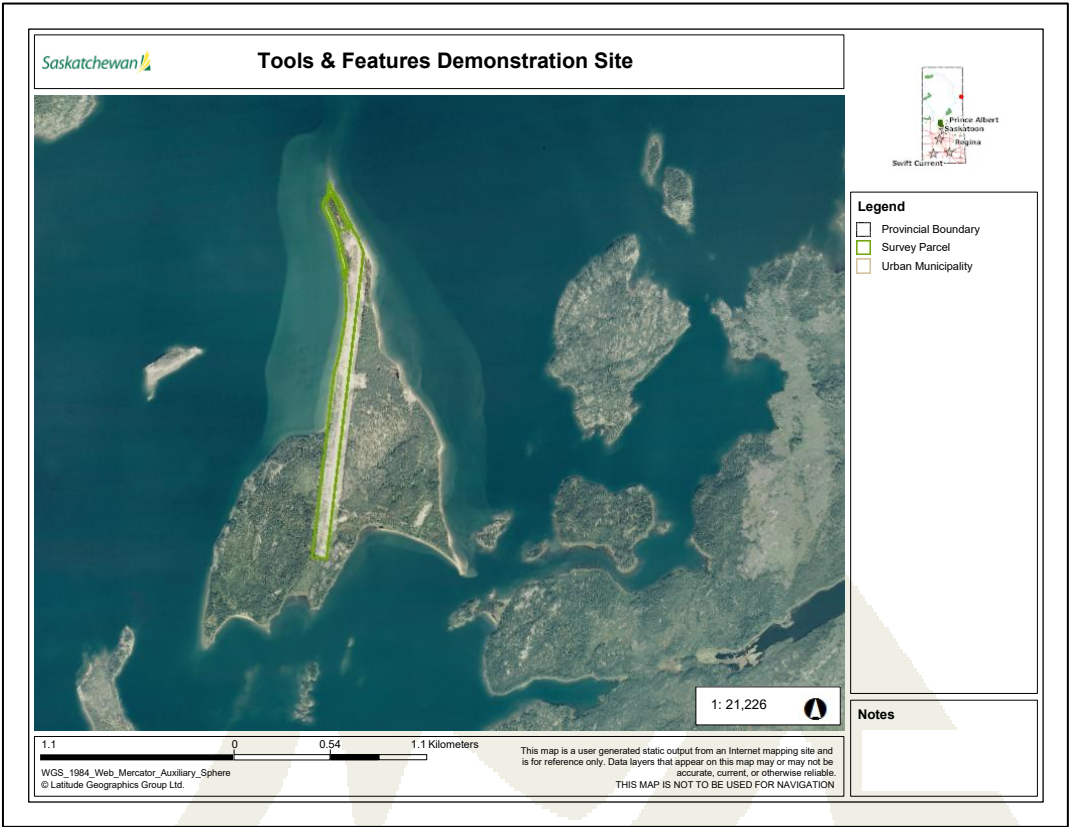 Saskatchewan
Tools & Features Demonstration Site
Prince Albert
Saskatoon
Regina
Swift Current
Legend
Provincial Boundary
Survey Parcel
Urban Municipality
1: 21,226
Notes
1.1 0 0.54 1.1 Kilometers
WGS_1984_Web_Mercator_Auxiliary_Sphere
© Latitude Geographics Group Ltd.
This map is a user generated static output from an Internet mapping site and
is for reference only. Data layers that appear on this map may or may not be
accurate, current, or otherwise reliable.
THIS MAP IS NOT TO BE USED FOR NAVIGATION